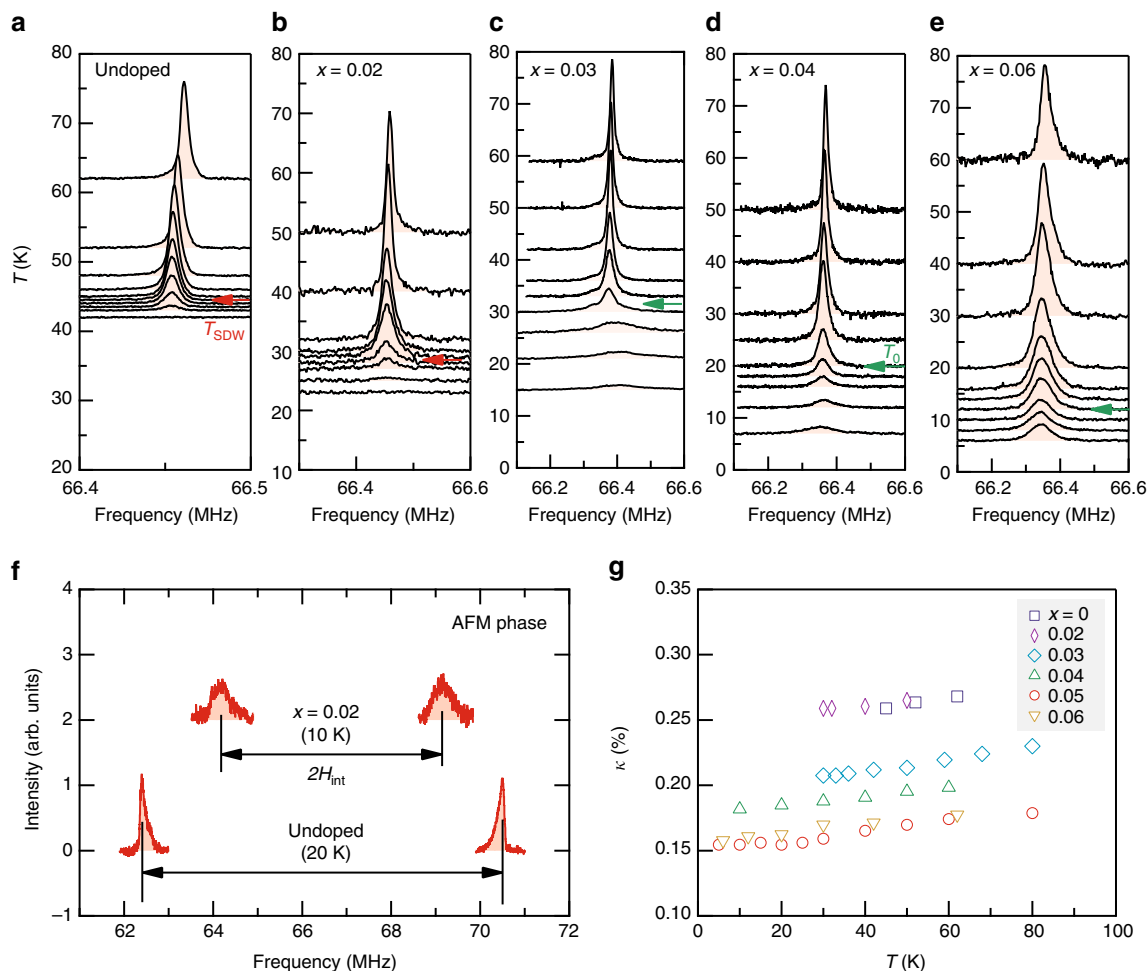 a
b
c
d
e
Undoped
x = 0.02
x = 0.03
x = 0.04
x = 0.06
80
70
60
50
40
30
20
T (K)
T_SDW
66.4
66.5
Frequency (MHz)
80
70
60
50
40
30
20
10
66.4
66.6
Frequency (MHz)
80
70
60
50
40
30
20
10
0
66.2
66.4
66.6
Frequency (MHz)
80
70
60
50
40
30
20
10
0
T_0
66.2
66.4
66.6
Frequency (MHz)
80
70
60
50
40
30
20
10
0
66.2
66.4
66.6
Frequency (MHz)
f
4
3
2
1
0
−1
Intensity (arb. units)
AFM phase
x = 0.02
(10 K)
2H_int
Undoped
(20 K)
62
64
66
68
70
72
Frequency (MHz)
g
0.35
0.30
0.25
0.20
0.15
0.10
κ (%)
x = 0
0.02
0.03
0.04
0.05
0.06
0
20
40
60
80
100
T (K)